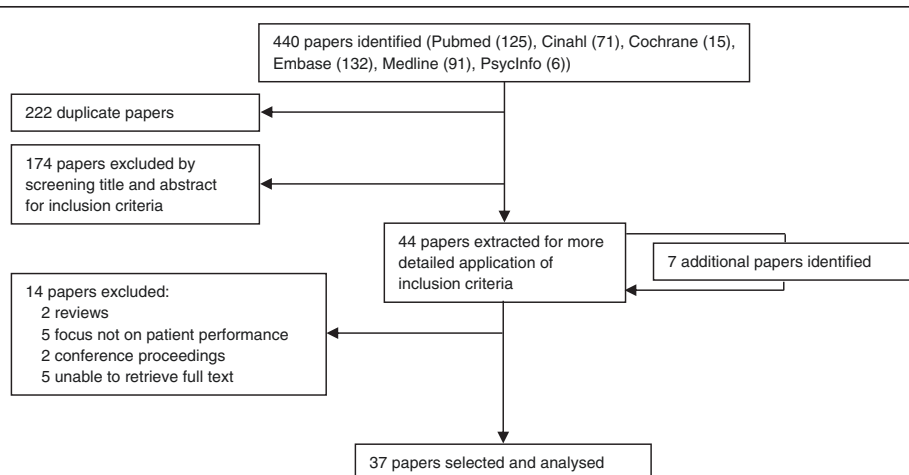 440 papers identified (Pubmed (125), Cinahl (71), Cochrane (15),
Embase (132), Medline (91), PsycInfo (6))
222 duplicate papers
174 papers excluded by
screening title and abstract
for inclusion criteria
44 papers extracted for more
detailed application of
inclusion criteria
7 additional papers identified
14 papers excluded:
2 reviews
5 focus not on patient performance
2 conference proceedings
5 unable to retrieve full text
37 papers selected and analysed